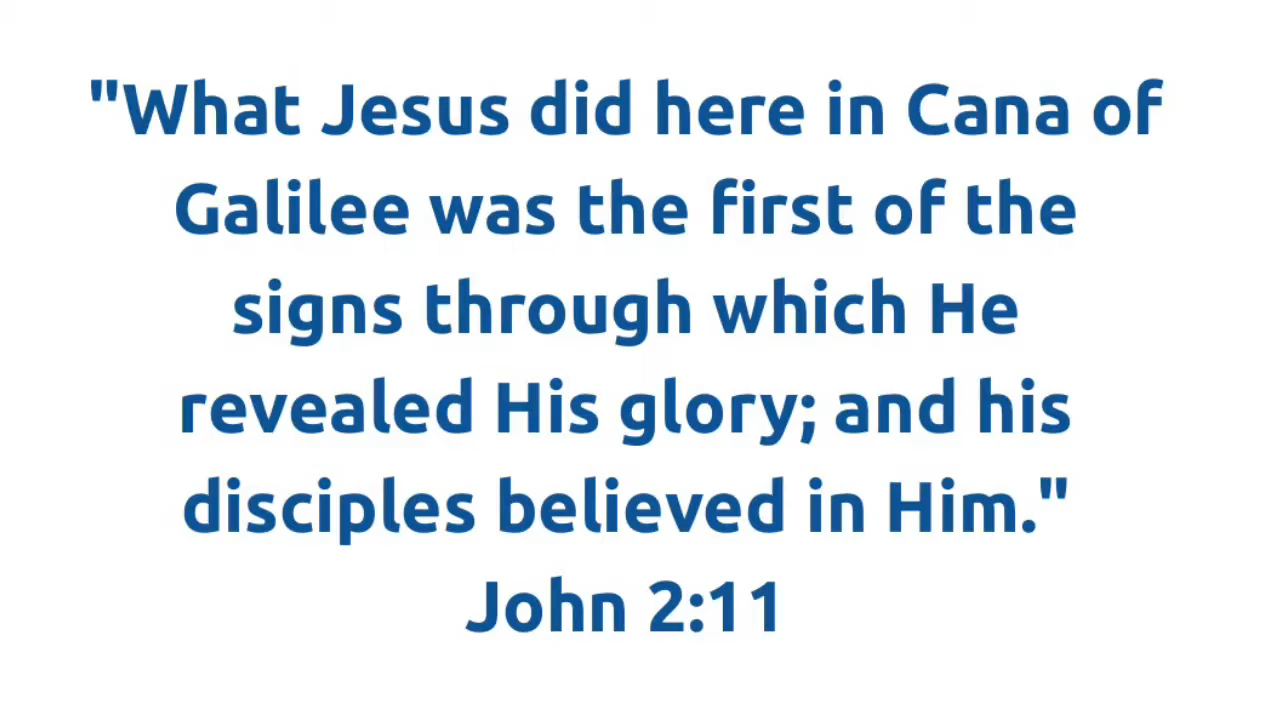 "What Jesus did here in Cana of
Galilee was the first of the
signs through which He
revealed His glory; and his
disciples believed in Him."
John 2:11